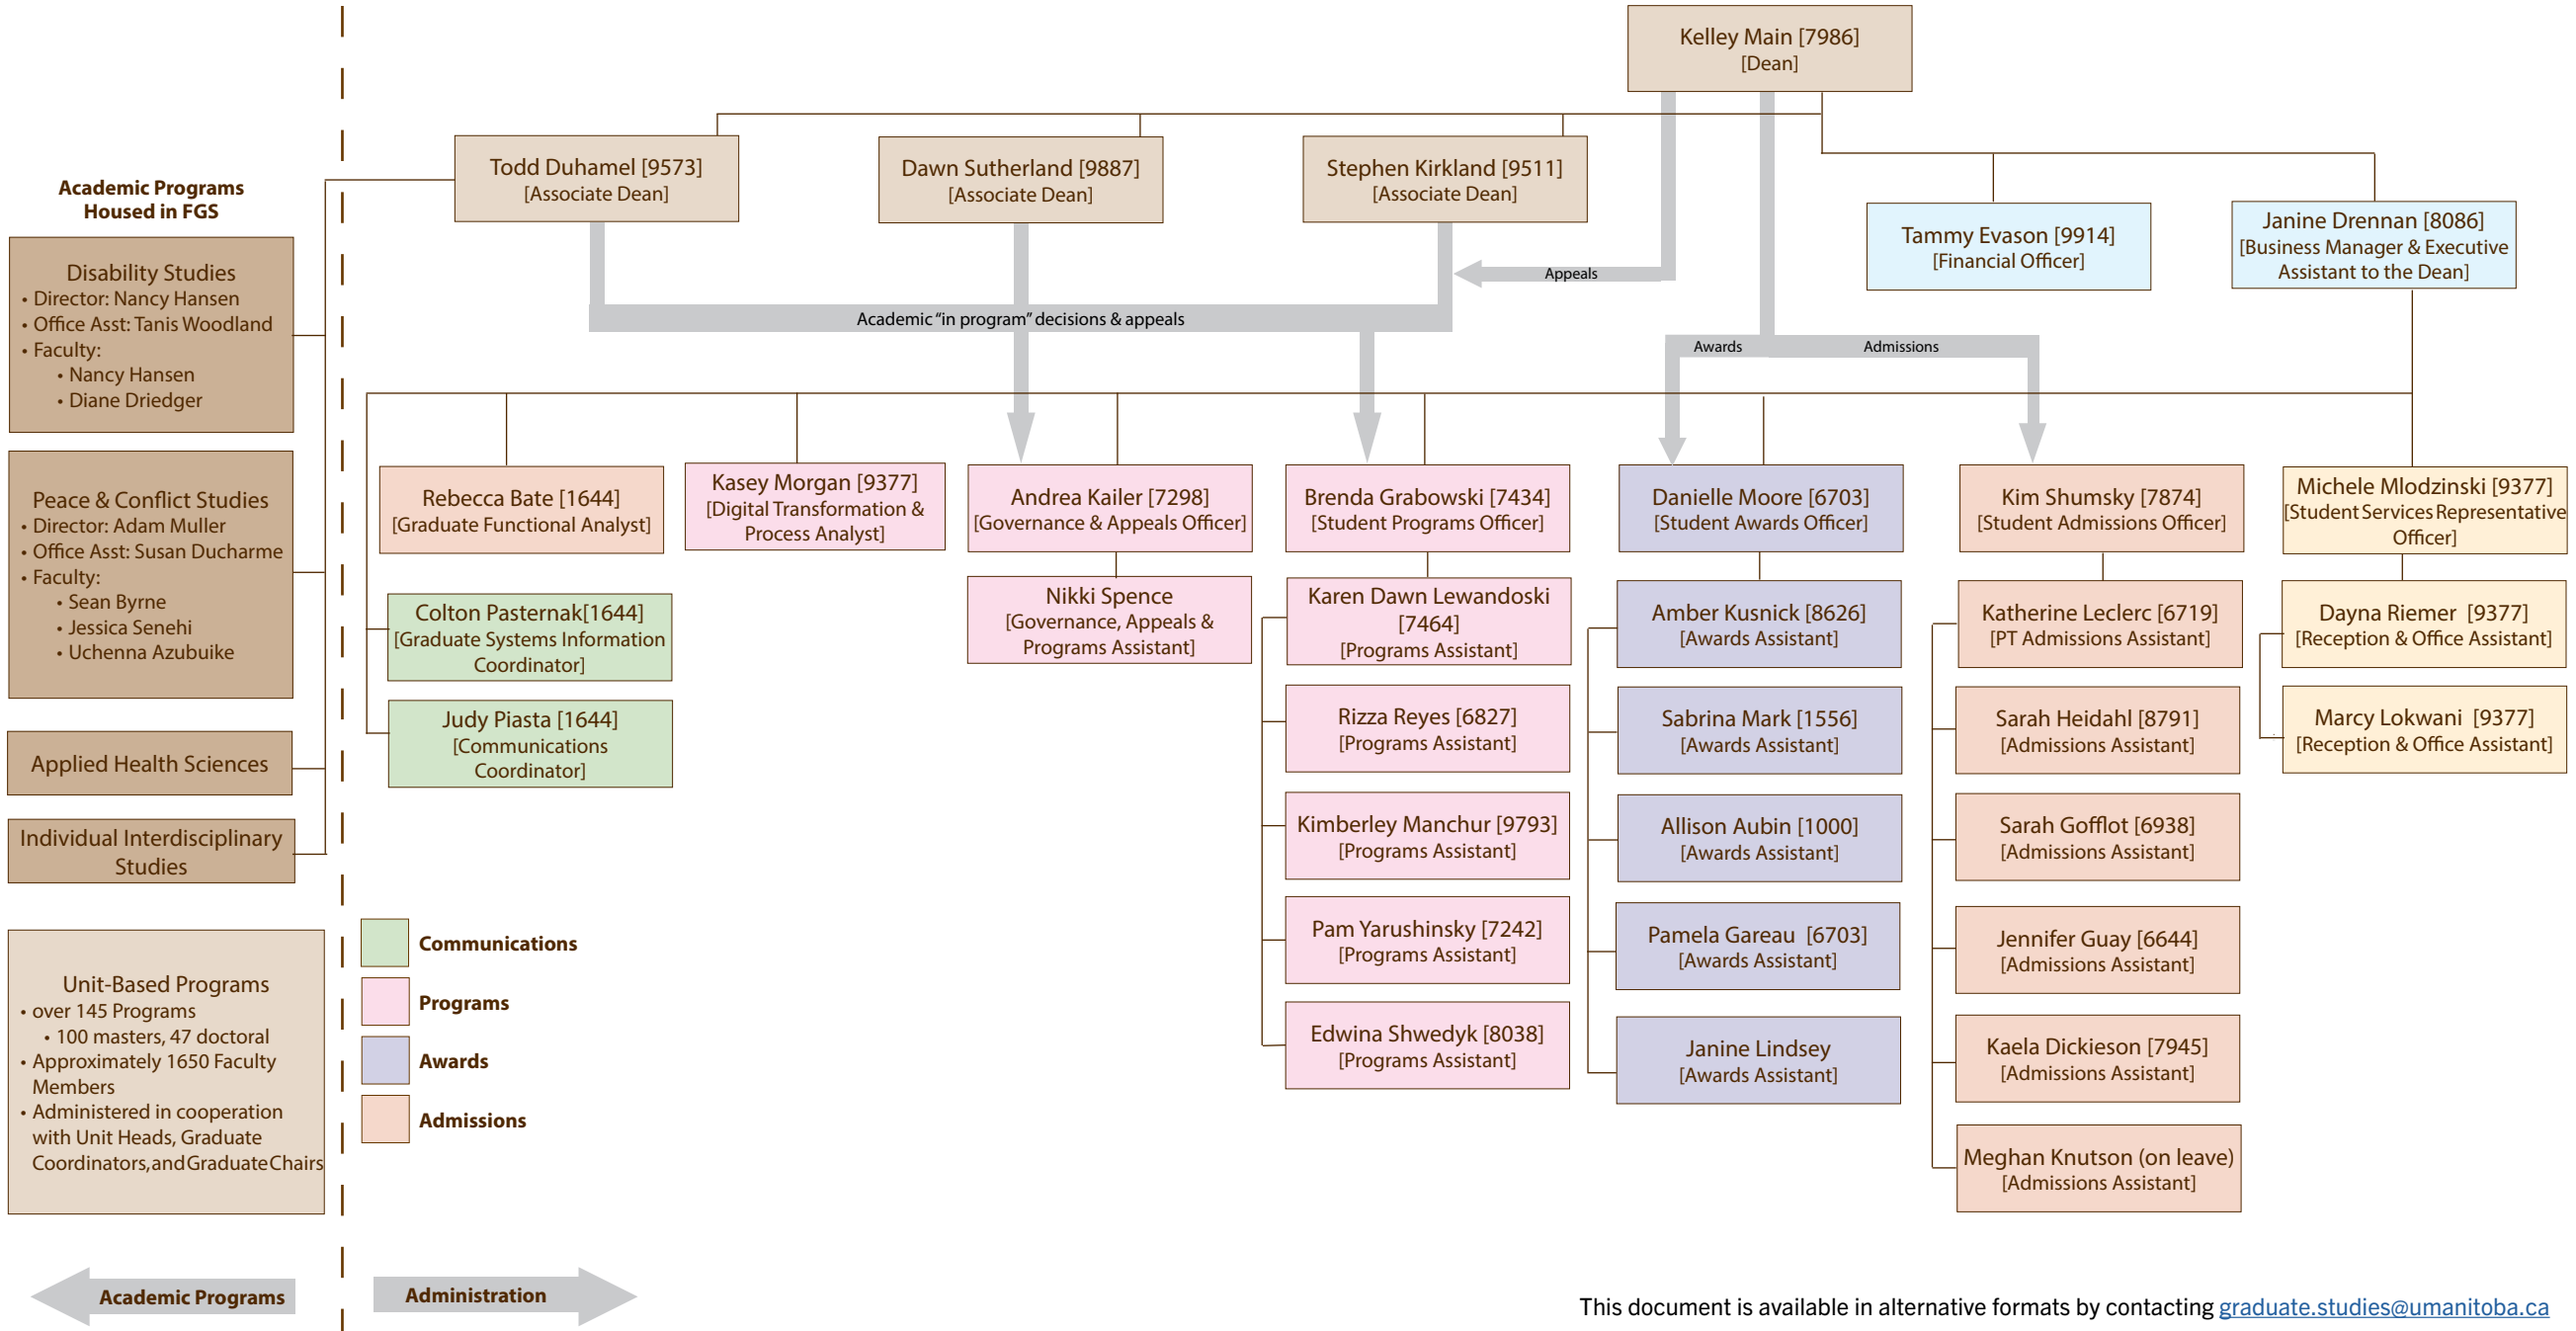 Kelley Main [7986]
[Dean]
Todd Duhamel [9573]
[Associate Dean]
Dawn Sutherland [9887]
[Associate Dean]
Stephen Kirkland [9511]
[Associate Dean]
Tammy Evason [9914]
[Financial Officer]
Janine Drennan [8086]
[Business Manager & Executive
Assistant to the Dean]
Appeals
Academic "in program" decisions & appeals
Awards
Admissions
Academic Programs
Housed in FGS
Disability Studies
• Director: Nancy Hansen
• Office Asst: Tanis Woodland
• Faculty:
• Nancy Hansen
• Diane Driedger
Peace & Conflict Studies
• Director: Adam Muller
• Office Asst: Susan Ducharme
• Faculty:
• Sean Byrne
• Jessica Senehi
• Uchenna Azubuike
Applied Health Sciences
Individual Interdisciplinary
Studies
Unit-Based Programs
• over 145 Programs
• 100 masters, 47 doctoral
• Approximately 1650 Faculty
Members
• Administered in cooperation
with Unit Heads, Graduate
Coordinators,and Graduate Chairs
Rebecca Bate [1644]
[Graduate Functional Analyst]
Colton Pasternak[1644]
[Graduate Systems Information
Coordinator]
Judy Piasta [1644]
[Communications
Coordinator]
Kasey Morgan [9377]
[Digital Transformation &
Process Analyst]
Andrea Kailer [7298]
[Governance & Appeals Officer]
Nikki Spence
[Governance, Appeals &
Programs Assistant]
Brenda Grabowski [7434]
[Student Programs Officer]
Karen Dawn Lewandoski
[7464]
[Programs Assistant]
Rizza Reyes [6827]
[Programs Assistant]
Kimberley Manchur [9793]
[Programs Assistant]
Pam Yarushinsky [7242]
[Programs Assistant]
Edwina Shwedyk [8038]
[Programs Assistant]
Danielle Moore [6703]
[Student Awards Officer]
Amber Kusnick [8626]
[Awards Assistant]
Sabrina Mark [1556]
[Awards Assistant]
Allison Aubin [1000]
[Awards Assistant]
Pamela Gareau [6703]
[Awards Assistant]
Janine Lindsey
[Awards Assistant]
Kim Shumsky [7874]
[Student Admissions Officer]
Katherine Leclerc [6719]
[PT Admissions Assistant]
Sarah Heidahl [8791]
[Admissions Assistant]
Sarah Gofflot [6938]
[Admissions Assistant]
Jennifer Guay [6644]
[Admissions Assistant]
Kaela Dickieson [7945]
[Admissions Assistant]
Meghan Knutson (on leave)
[Admissions Assistant]
Michele Mlodzinski [9377]
[Student Services Representative
Officer]
Dayna Riemer [9377]
[Reception & Office Assistant]
Marcy Lokwani [9377]
[Reception & Office Assistant]
Communications
Programs
Awards
Admissions
Academic Programs
Administration
This document is available in alternative formats by contacting graduate.studies@umanitoba.ca